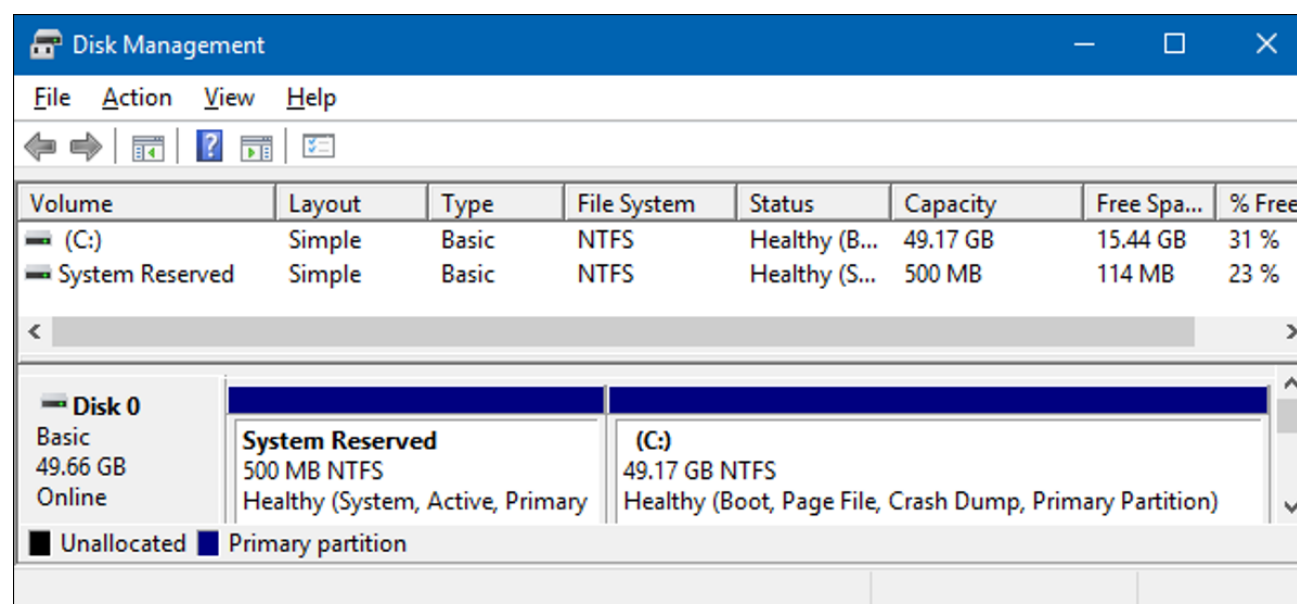 Disk Management
File Action View Help
Volume Layout Type File System Status Capacity Free Spa... % Free
(C:) Simple Basic NTFS Healthy (B... 49.17 GB 15.44 GB 31 %
System Reserved Simple Basic NTFS Healthy (S... 500 MB 114 MB 23 %
Disk 0
Basic
49.66 GB
Online
System Reserved
500 MB NTFS
Healthy (System, Active, Primary
(C:)
49.17 GB NTFS
Healthy (Boot, Page File, Crash Dump, Primary Partition)
Unallocated Primary partition